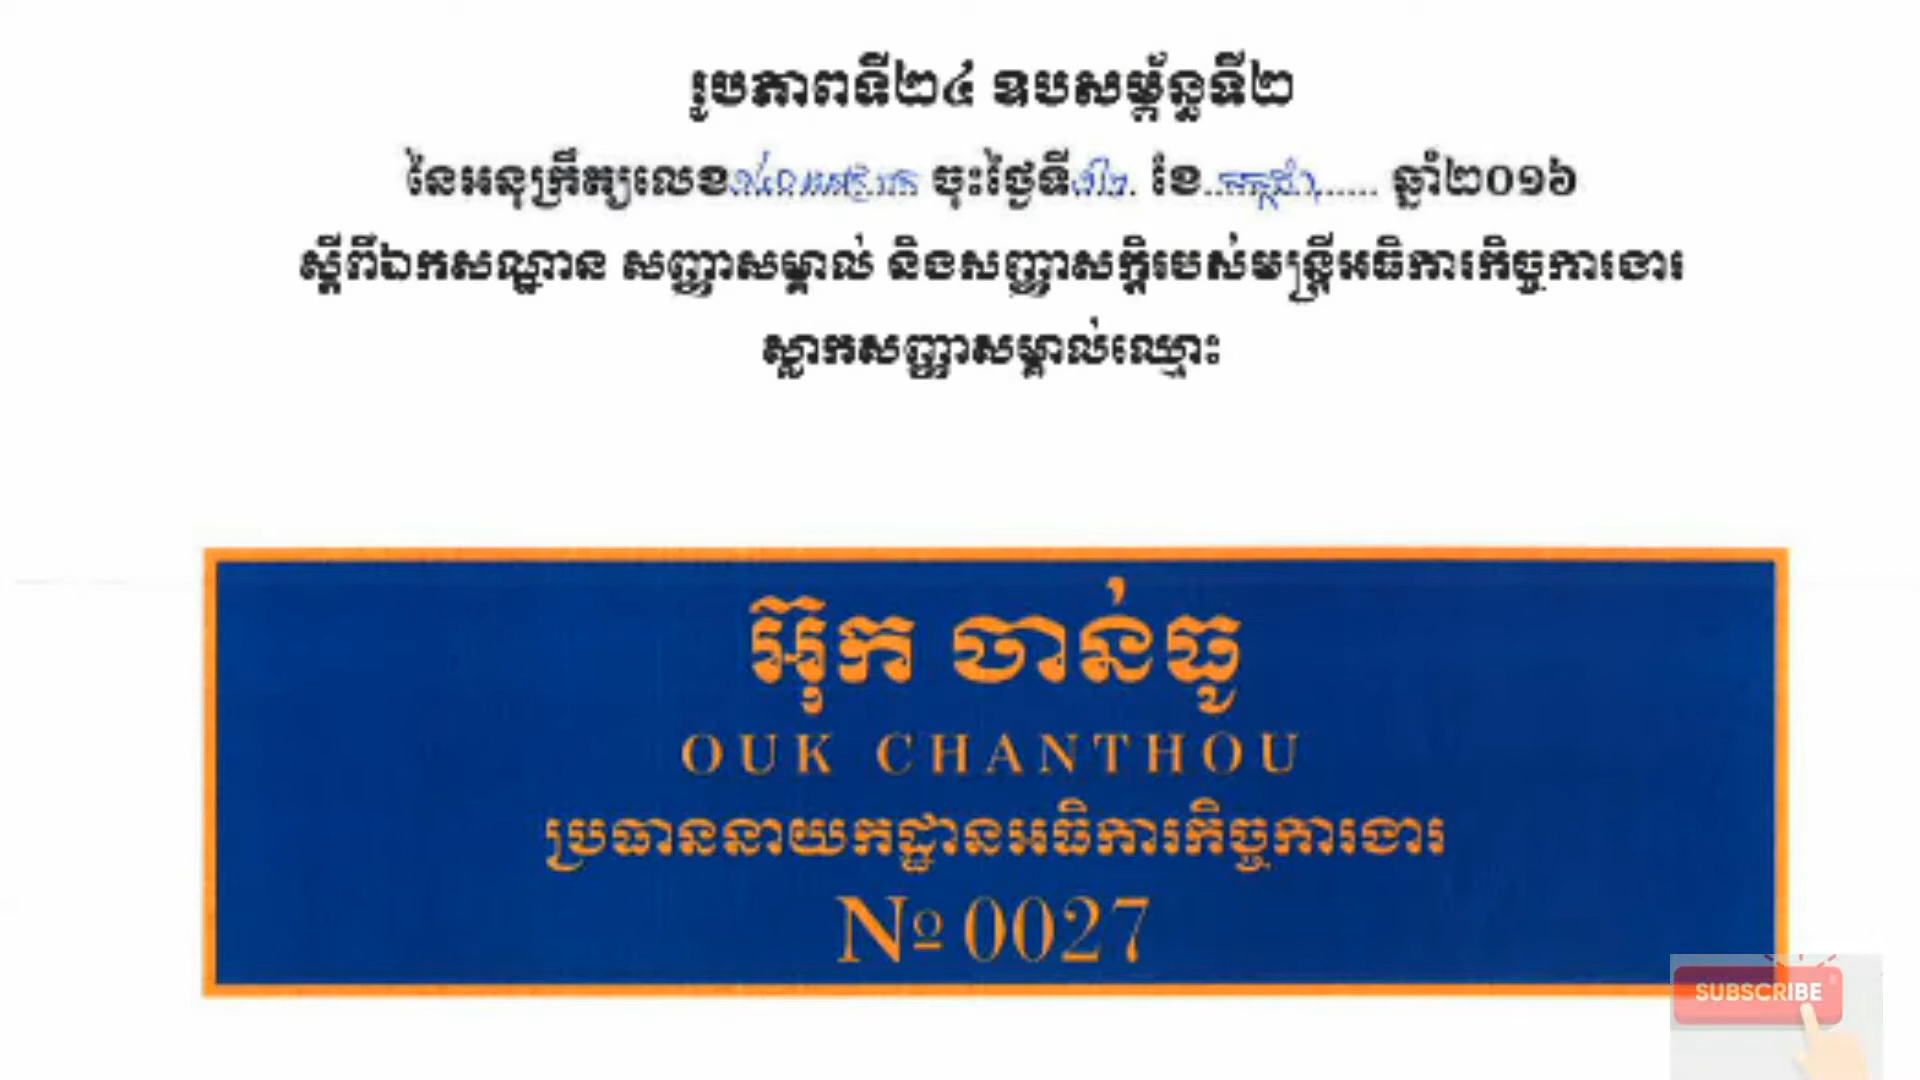 រូបភាពទី២៤ ឧបសម្ព័ន្ធទី២
នៃអនុក្រឹត្យលេខ ចុះថ្ងៃទី ខែ..កក្កដា...... ឆ្នាំ២០១៦
ស្តីពីឯកសណ្ឋាន សញ្ញាសម្គាល់ និងសញ្ញាសក្តិរបស់មន្ត្រីអធិការកិច្ចការងារ
ស្លាកសញ្ញាសម្គាល់ឈ្មោះ
អ៊ុក ចាន់ធូ
OUK CHANTHOU
ប្រធាននាយកដ្ឋានអធិការកិច្ចការងារ
№ 0027
SUBSCRIBE